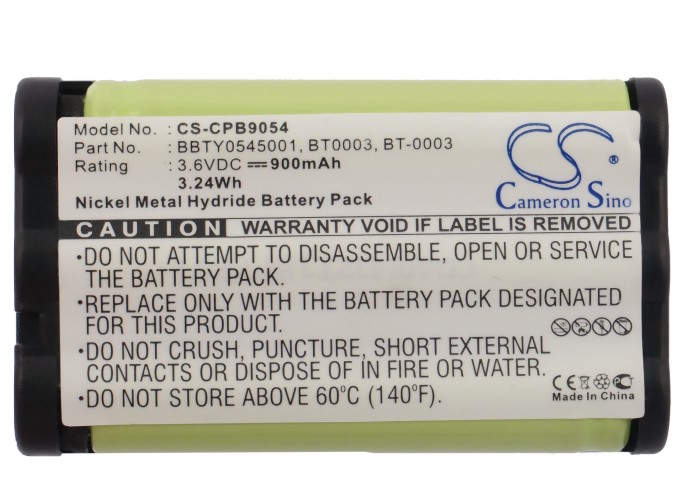 Model No. : CS-CPB9054
Part No. : BBTY0545001, BT0003, BT-0003
Rating : 3.6VDC ⎓ 900mAh
3.24Wh
Nickel Metal Hydride Battery Pack
CS
®
Cameron Sino
CAUTION WARRANTY VOID IF LABEL IS REMOVED
•DO NOT ATTEMPT TO DISASSEMBLE, OPEN OR SERVICE
THE BATTERY PACK.
•REPLACE ONLY WITH THE BATTERY PACK DESIGNATED
FOR THIS PRODUCT.
•DO NOT CRUSH, PUNCTURE, SHORT EXTERNAL
CONTACTS OR DISPOSE OF IN FIRE.
•DO NOT STORE ABOVE 60°C (140°F).
CE
Made In China